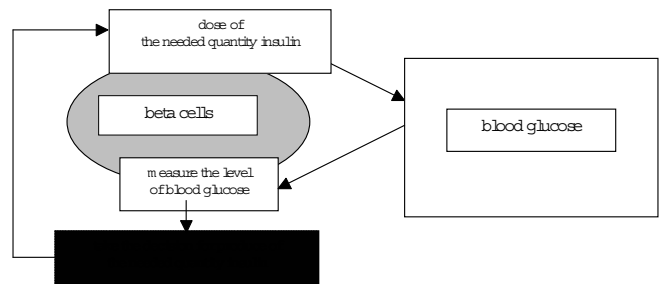 dose of
the needed quantity insulin
beta cells
blood glucose
measure the level
of blood glucose